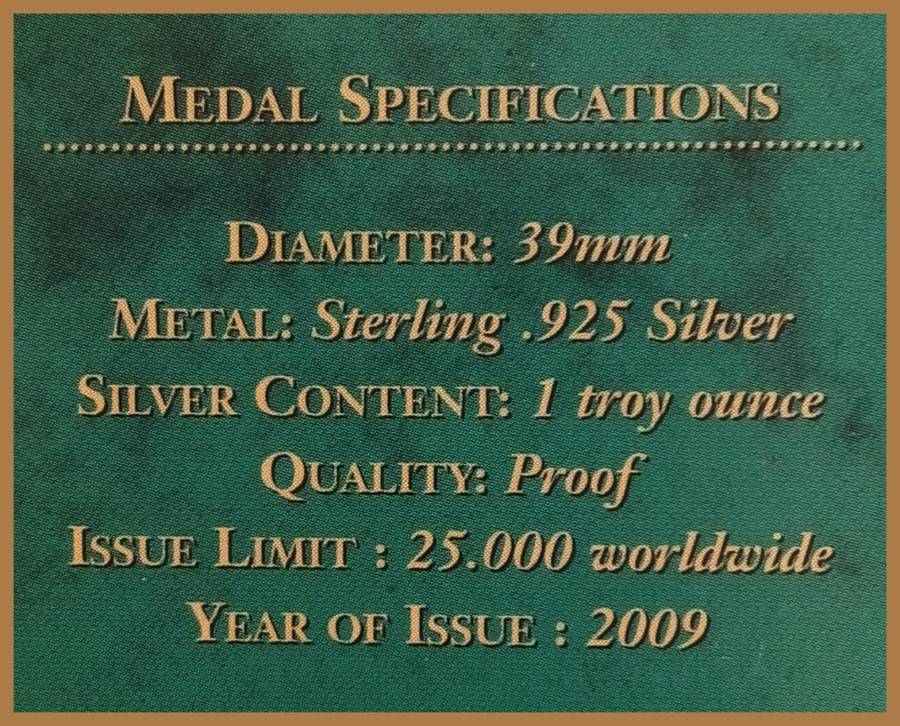 MEDAL SPECIFICATIONS
DIAMETER: 39mm
METAL: Sterling .925 Silver
SILVER CONTENT: 1 troy ounce
QUALITY: Proof
ISSUE LIMIT : 25.000 worldwide
YEAR OF ISSUE : 2009